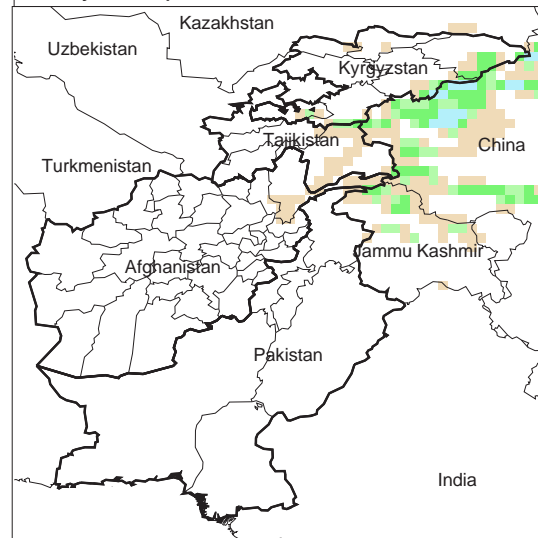 Kazakhstan
Uzbekistan
Kyrgyzstan
Tajikistan
China
Turkmenistan
Jammu Kashmir
Afghanistan
Pakistan
India